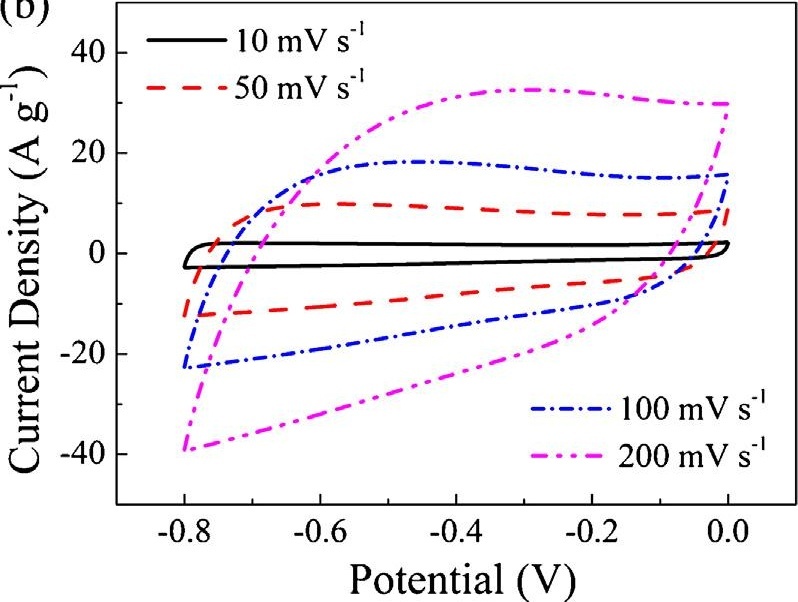 (b)
10 mV s⁻¹
50 mV s⁻¹
100 mV s⁻¹
200 mV s⁻¹
40
20
0
-20
-40
Current Density (A g⁻¹)
-0.8 -0.6 -0.4 -0.2 0.0
Potential (V)